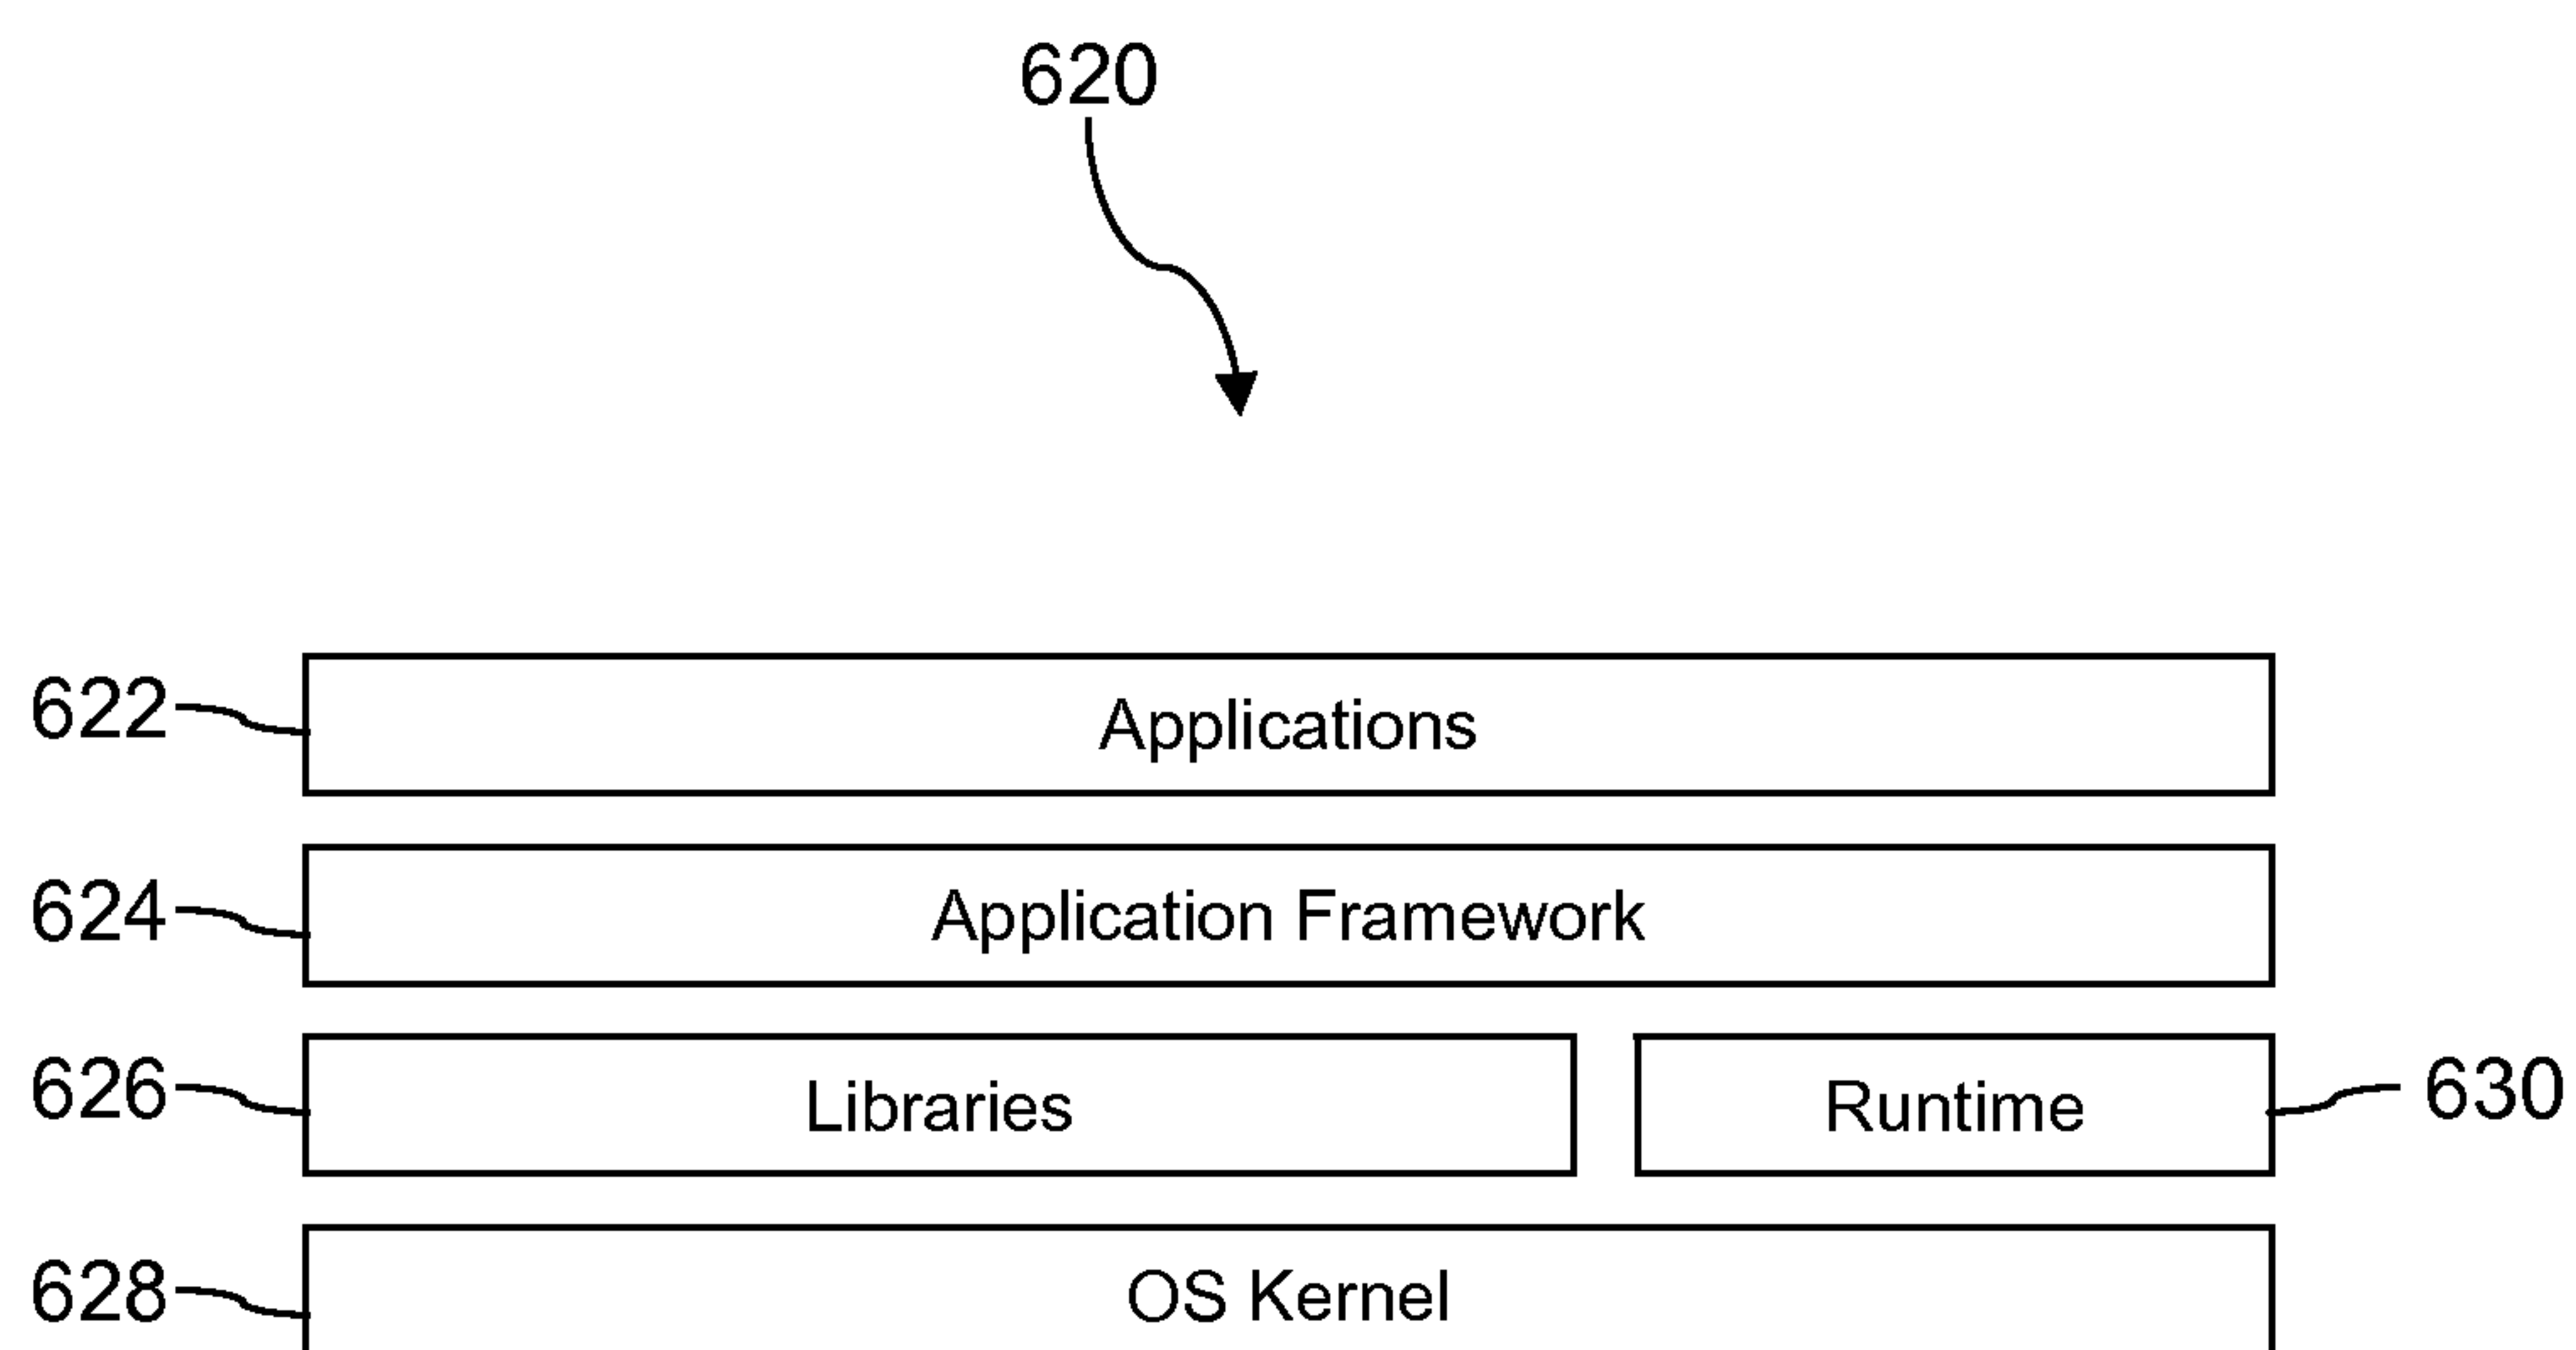 620
622 Applications
624 Application Framework
626 Libraries Runtime 630
628 OS Kernel